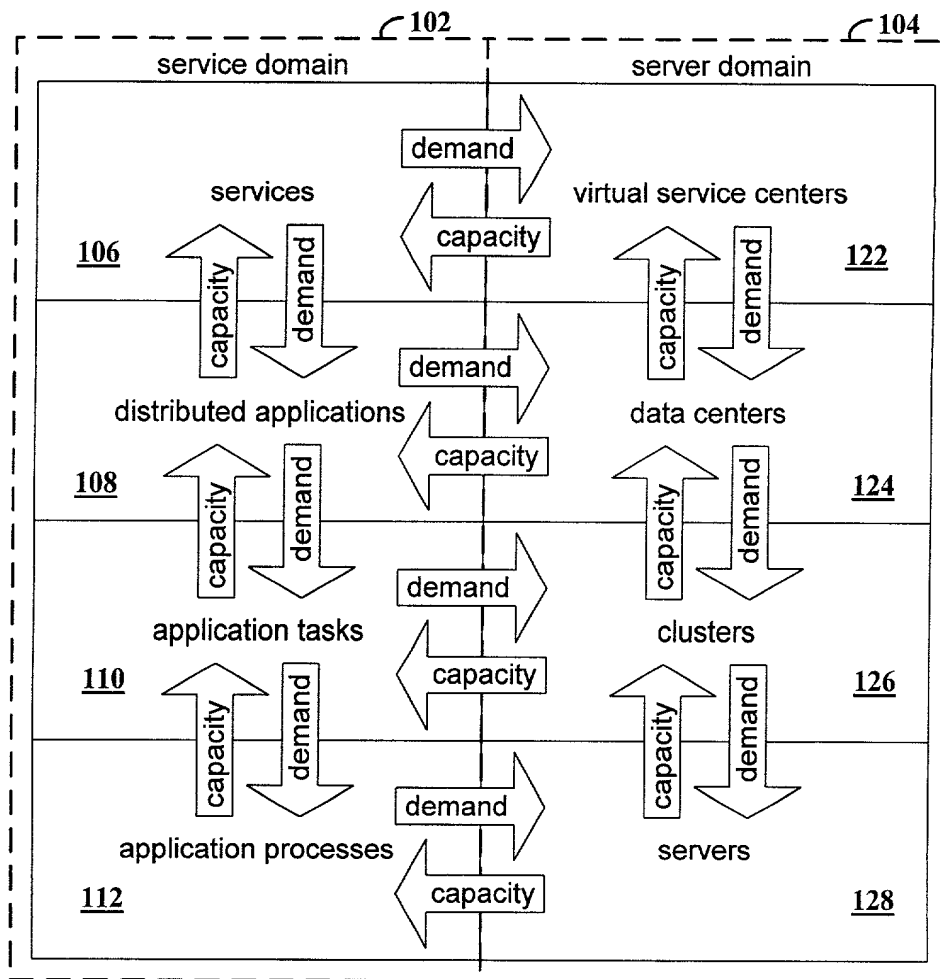 102
104
service domain
server domain
demand
services
virtual service centers
capacity
106
122
capacity
demand
capacity
demand
demand
distributed applications
data centers
capacity
108
124
capacity
demand
capacity
demand
demand
application tasks
clusters
capacity
110
126
capacity
demand
capacity
demand
demand
application processes
servers
capacity
112
128